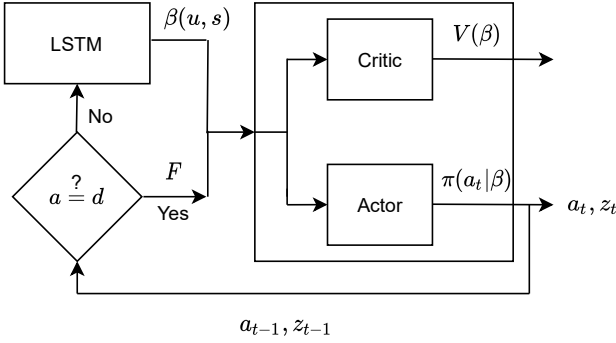 LSTM
β(u, s)
Critic
V(β)
No
?
a = d
F
Yes
Actor
π(a_t|β)
a_t, z_t
a_{t−1}, z_{t−1}